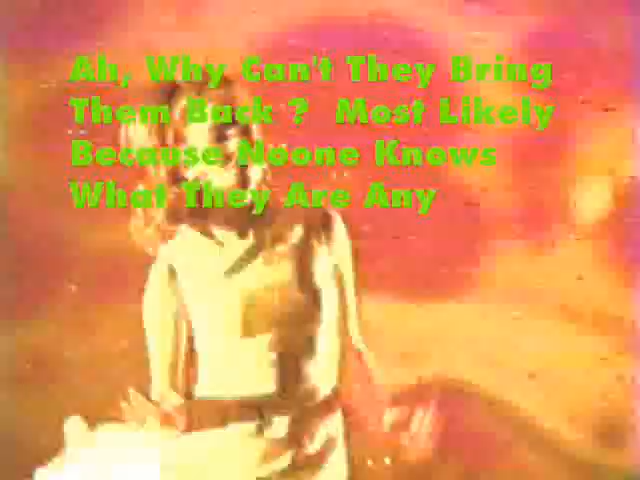 Ah, Why Can't They Bring
Them Back ?  Most Likely
Because Noone Knows
What They Are Any